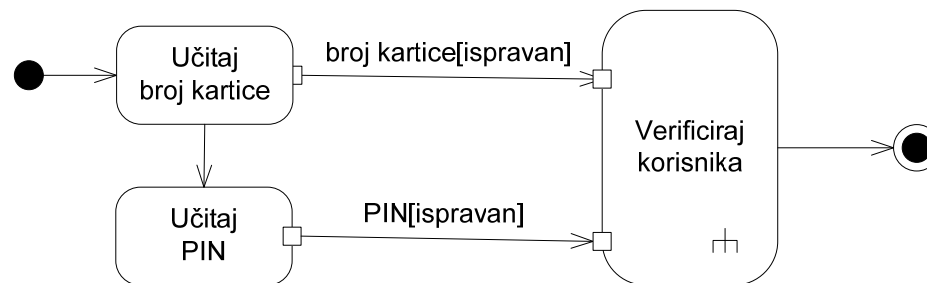 Učitaj
broj kartice
broj kartice[ispravan]
Verificiraj
korisnika
Učitaj
PIN
PIN[ispravan]